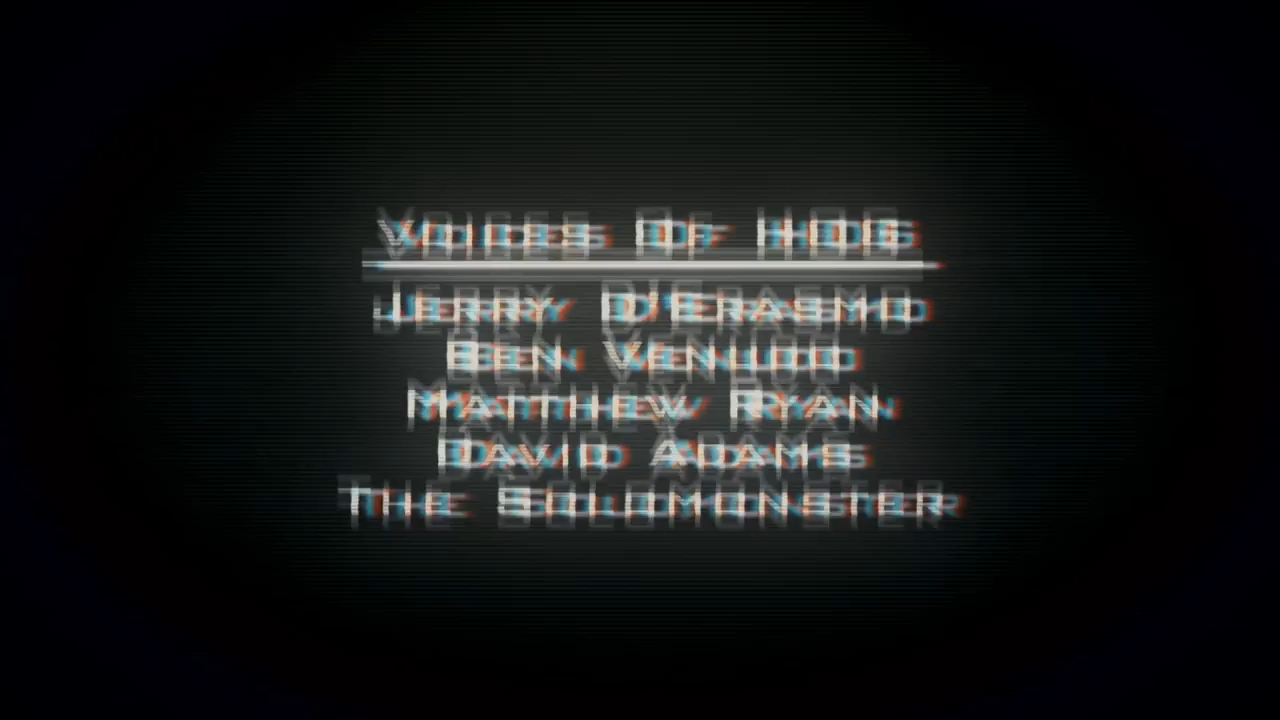 Voices Of HOG
Jerry D'Erasmo
Ben Venuto
Matthew Ryan
David Adams
The Solomonster